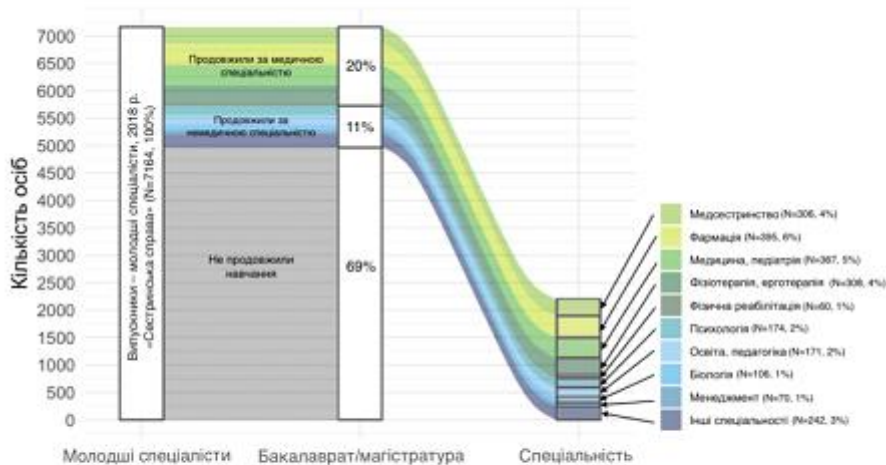 7000
6500
6000
5500
5000
4500
4000
3500
3000
2500
2000
1500
1000
500
0
Кількість осіб
Випускники – молодші спеціалісти, 2018 р.
«Сестринська справа» (N=7164, 100%)
Продовжили за медичною
спеціальністю
Продовжили за
немедичною спеціальністю
Не продовжили
навчання
20%
11%
69%
Медсестринство (N=306, 4%)
Фармація (N=395, 6%)
Медицина, педіатрія (N=367, 5%)
Фізіотерапія, ерготерапія (N=308, 4%)
Фізична реабілітація (N=60, 1%)
Психологія (N=174, 2%)
Освіта, педагогіка (N=171, 2%)
Біологія (N=106, 1%)
Менеджмент (N=70, 1%)
Інші спеціальності (N=242, 3%)
Молодші спеціалісти
Бакалаврат/магістратура
Спеціальність